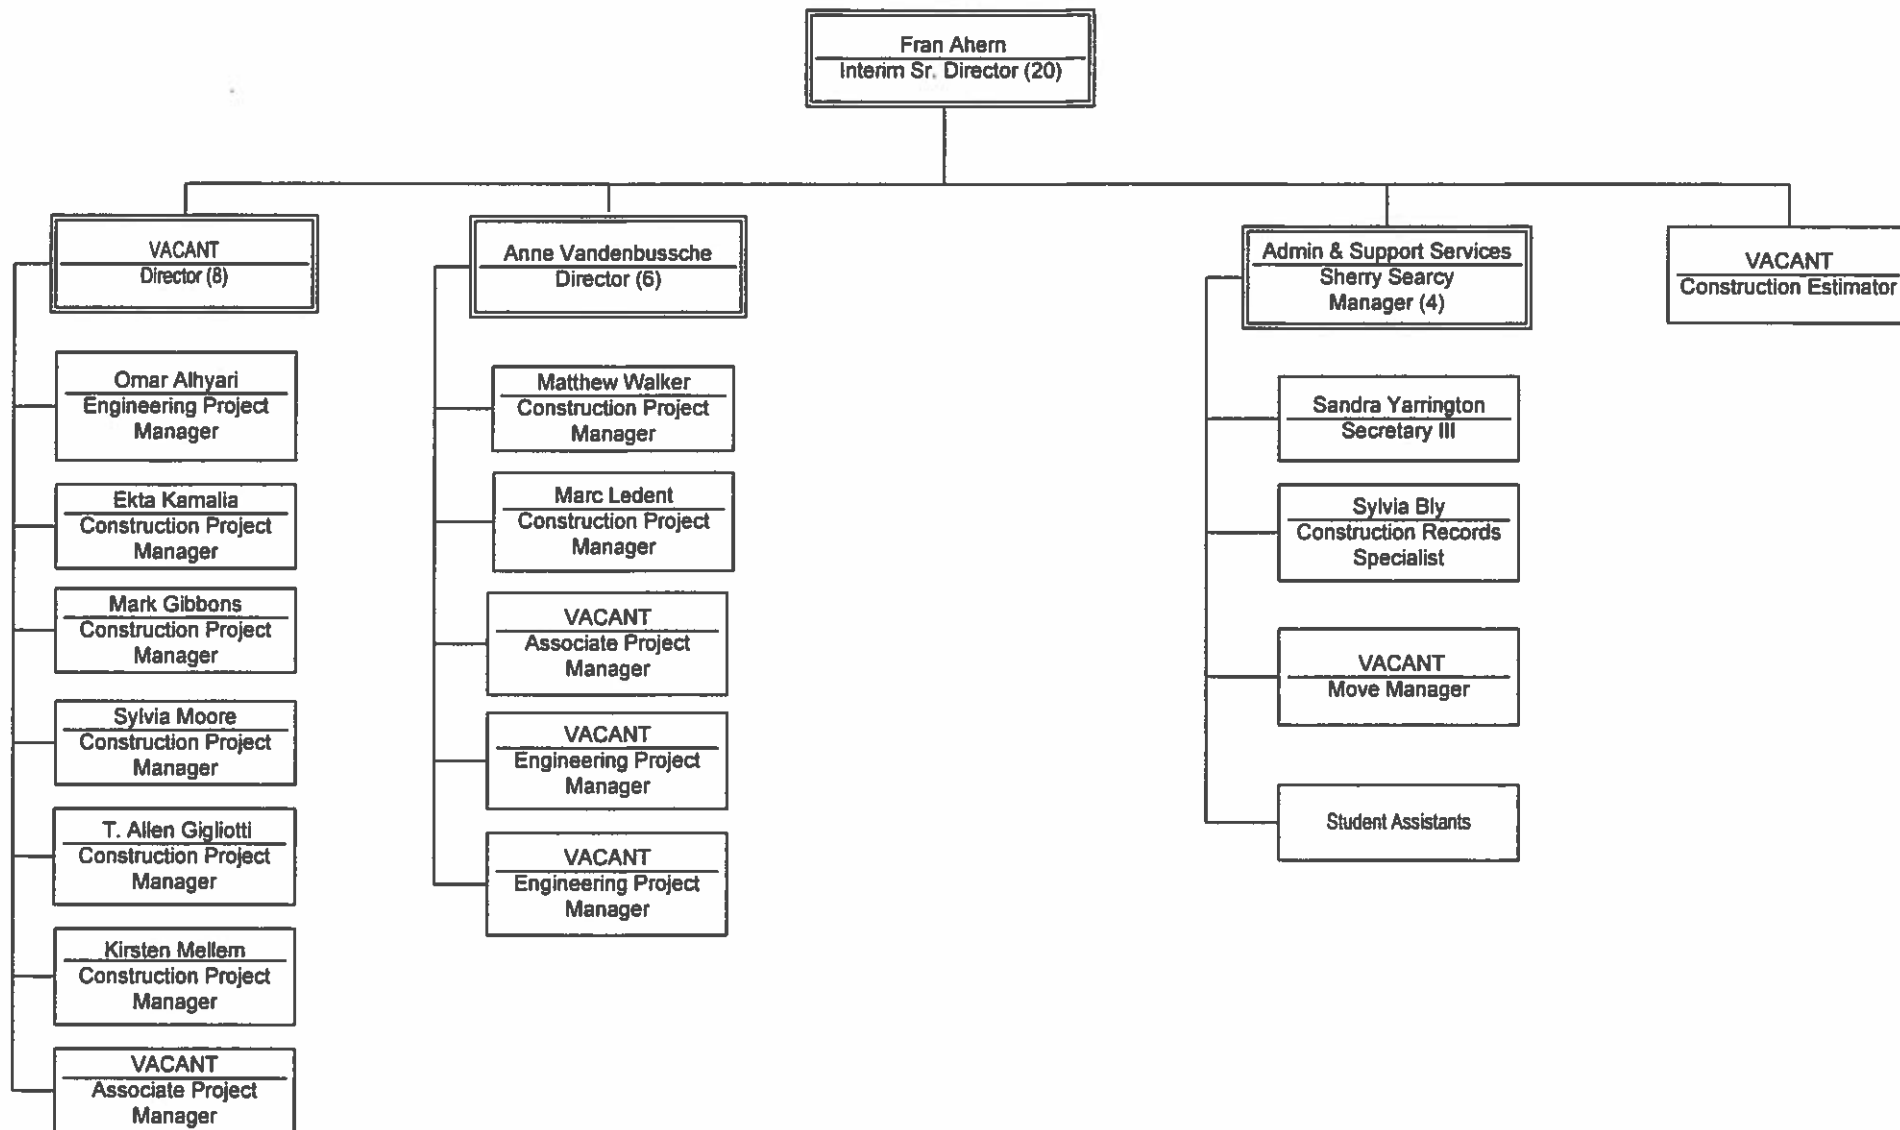 Fran Ahern
Interim Sr. Director (20)
VACANT
Director (8)
Omar Alhyari
Engineering Project
Manager
Ekta Kamalia
Construction Project
Manager
Mark Gibbons
Construction Project
Manager
Sylvia Moore
Construction Project
Manager
T. Allen Gigliotti
Construction Project
Manager
Kirsten Mellem
Construction Project
Manager
VACANT
Associate Project
Manager
Anne Vandenbussche
Director (6)
Matthew Walker
Construction Project
Manager
Marc Ledent
Construction Project
Manager
VACANT
Associate Project
Manager
VACANT
Engineering Project
Manager
VACANT
Engineering Project
Manager
Admin & Support Services
Sherry Searcy
Manager (4)
Sandra Yarrington
Secretary III
Sylvia Bly
Construction Records
Specialist
VACANT
Move Manager
Student Assistants
VACANT
Construction Estimator